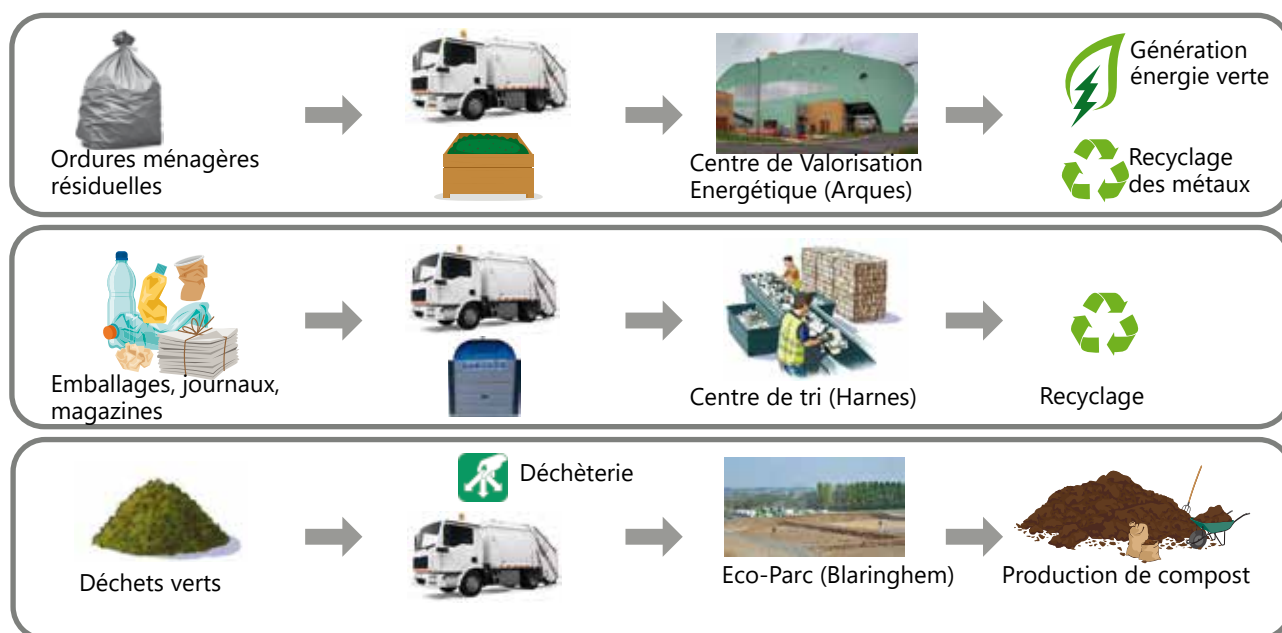 Ordures ménagères
résiduelles
Centre de Valorisation
Energétique (Arques)
Génération
énergie verte
Recyclage
des métaux
Emballages, journaux,
magazines
Centre de tri (Harnes)
Recyclage
Déchets verts
Déchèterie
Eco-Parc (Blaringhem)
Production de compost